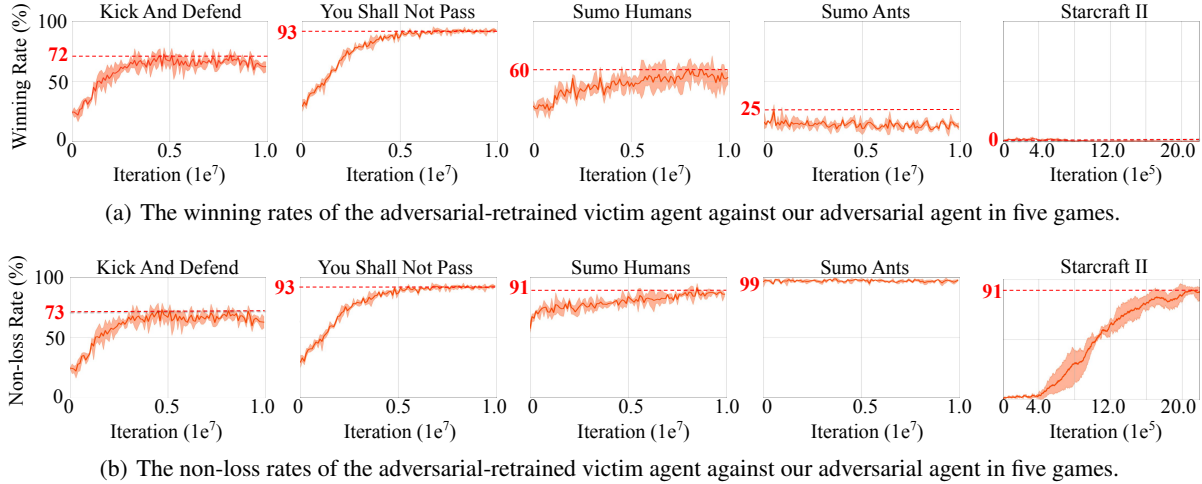 Kick And Defend You Shall Not Pass Sumo Humans Sumo Ants Starcraft II
Winning Rate (%)
100
50
0
72
93
60
25
0
0 0.5 1.0 0 0.5 1.0 0 0.5 1.0 0 0.5 1.0 0 4.0 12.0 20.0
Iteration (1e7) Iteration (1e7) Iteration (1e7) Iteration (1e7) Iteration (1e5)
(a) The winning rates of the adversarial-retrained victim agent against our adversarial agent in five games.
Kick And Defend You Shall Not Pass Sumo Humans Sumo Ants Starcraft II
Non-loss Rate (%)
100
50
0
73
93
91
99
91
0 0.5 1.0 0 0.5 1.0 0 0.5 1.0 0 0.5 1.0 0 4.0 12.0 20.0
Iteration (1e7) Iteration (1e7) Iteration (1e7) Iteration (1e7) Iteration (1e5)
(b) The non-loss rates of the adversarial-retrained victim agent against our adversarial agent in five games.